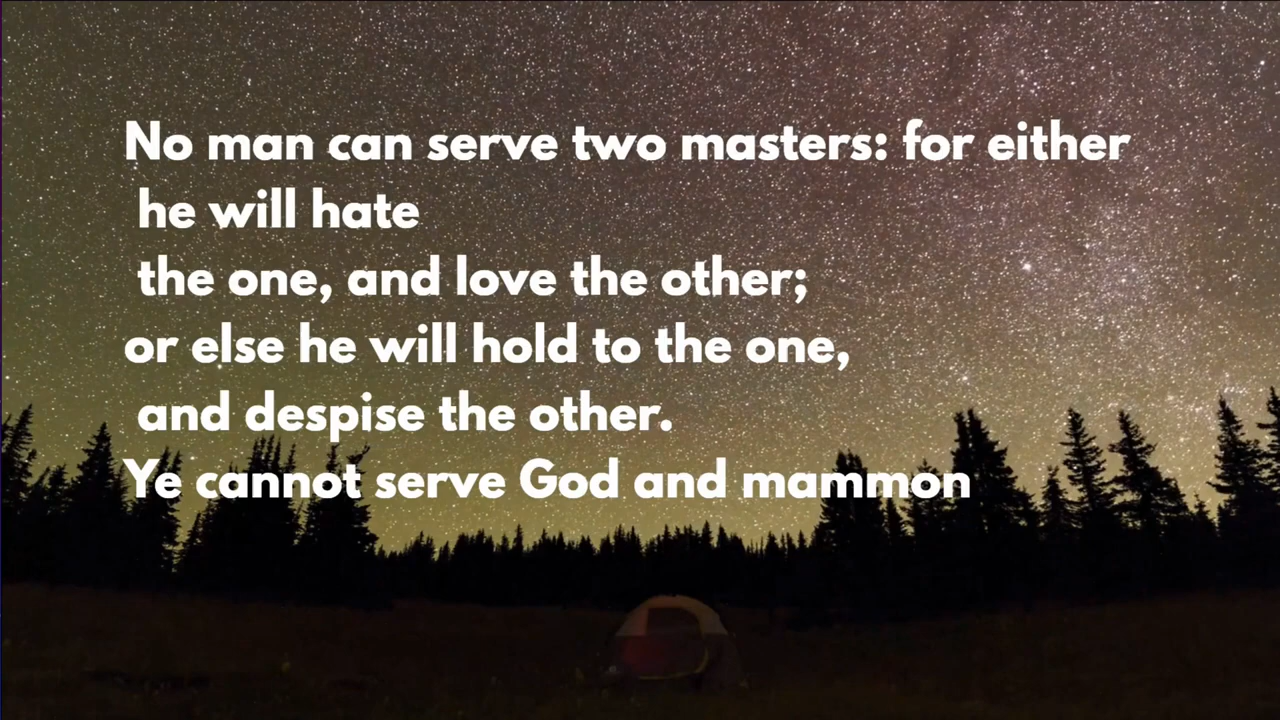 No man can serve two masters: for either
he will hate
the one, and love the other;
or else he will hold to the one,
and despise the other.
Ye cannot serve God and mammon